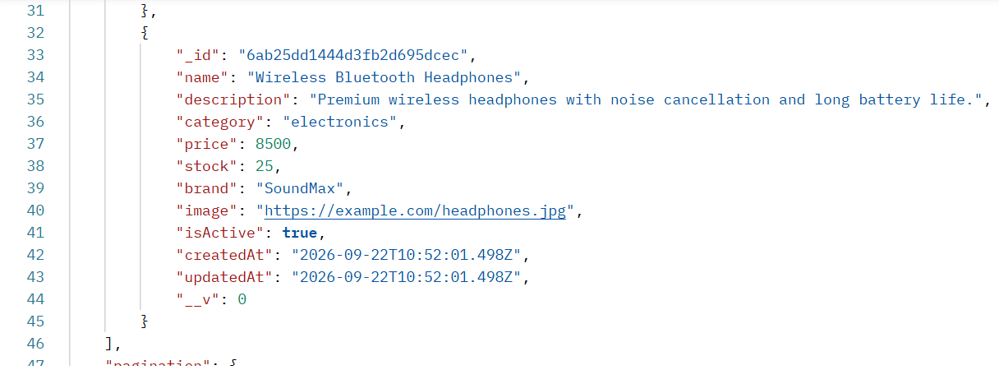 31 },
32 {
33 "_id": "6ab25dd1444d3fb2d695dcec",
34 "name": "Wireless Bluetooth Headphones",
35 "description": "Premium wireless headphones with noise cancellation and long battery life.",
36 "category": "electronics",
37 "price": 8500,
38 "stock": 25,
39 "brand": "SoundMax",
40 "image": "https://example.com/headphones.jpg",
41 "isActive": true,
42 "createdAt": "2026-09-22T10:52:01.498Z",
43 "updatedAt": "2026-09-22T10:52:01.498Z",
44 "__v": 0
45 }
46 ],
47 "pagination": {